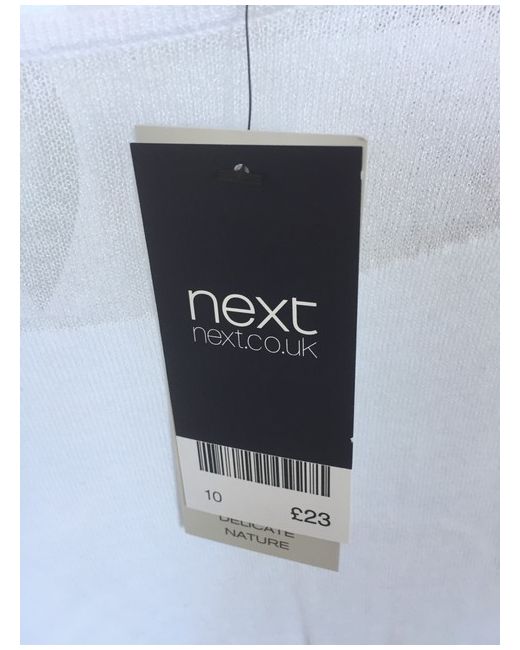 next
next.co.uk
10
£23
DELICATE
NATURE